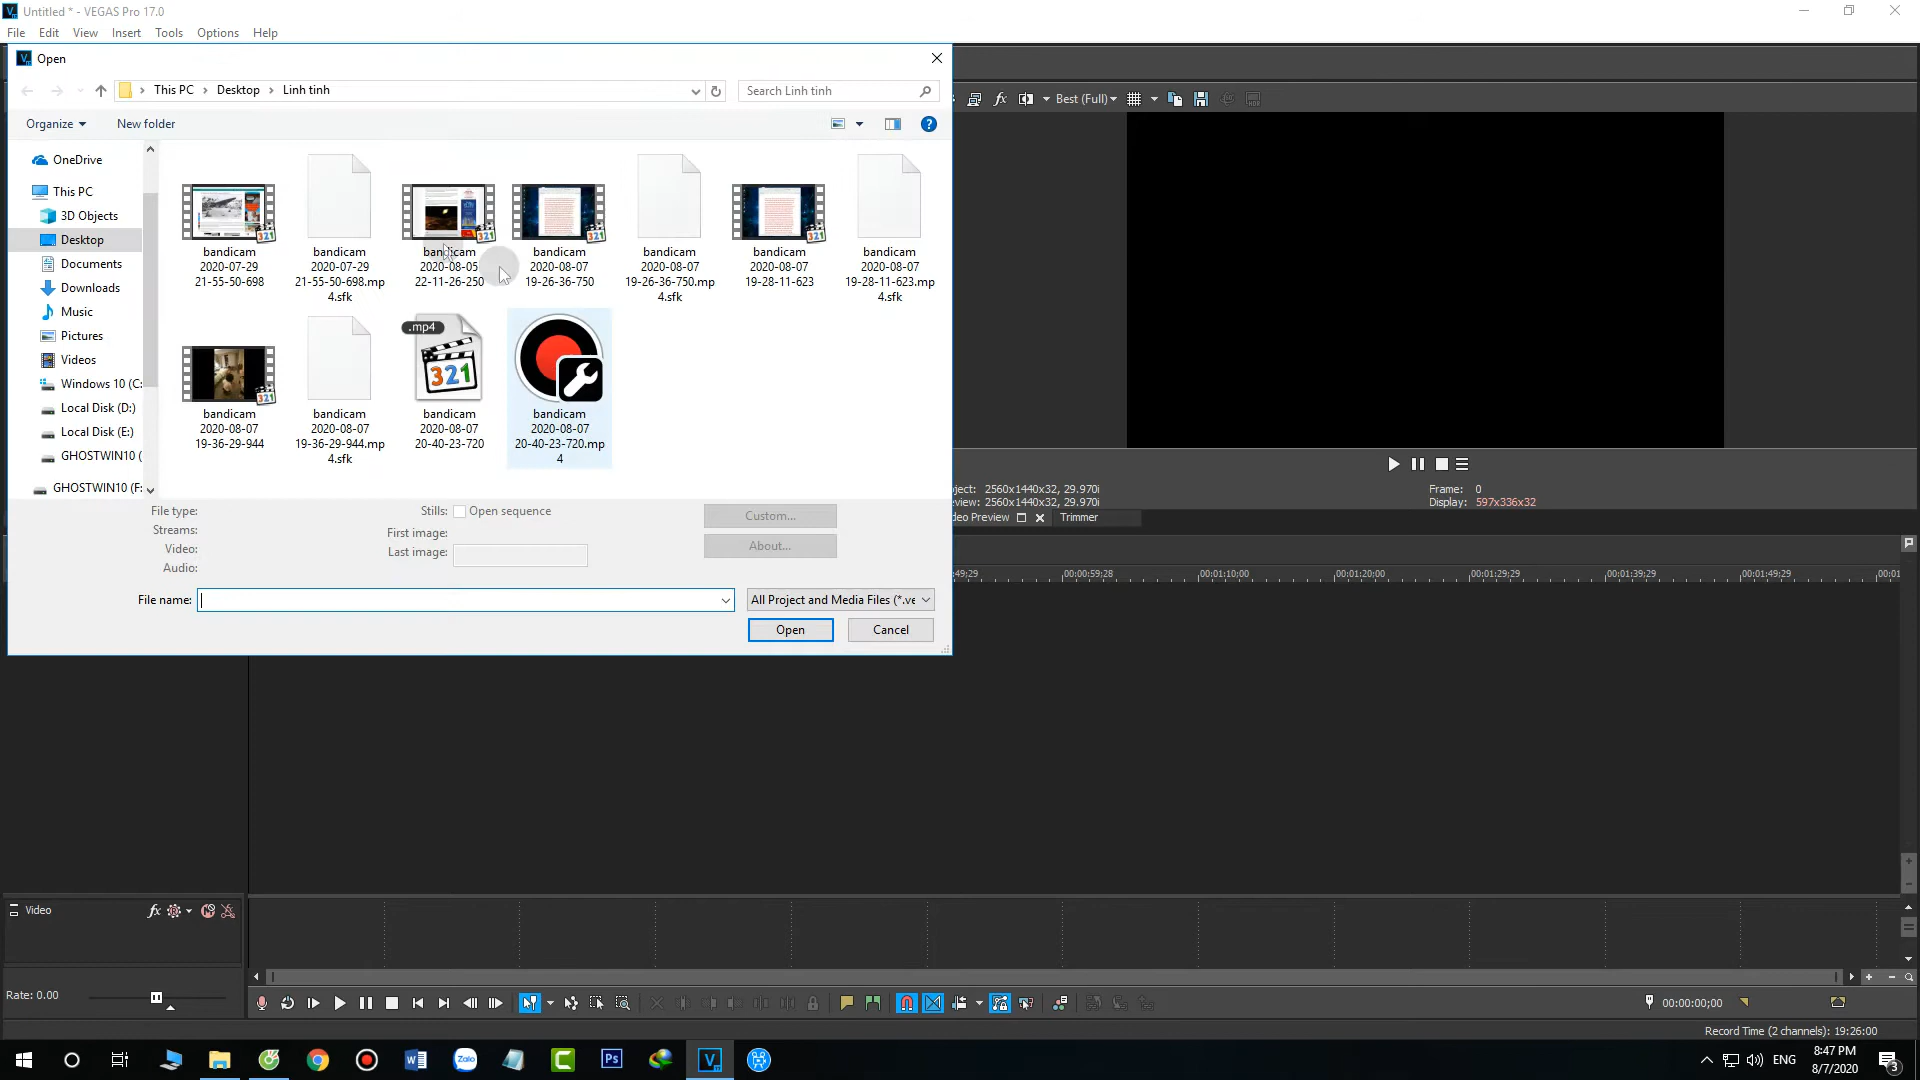 Untitled * - VEGAS Pro 17.0
File Edit View Insert Tools Options Help
Open
This PC > Desktop > Linh tinh
Search Linh tinh
Organize New folder
Best (Full)
OneDrive
This PC
3D Objects
Desktop
Documents
Downloads
Music
Pictures
Videos
Windows 10 (C:
Local Disk (D:)
Local Disk (E:)
GHOSTWIN10 (
GHOSTWIN10 (F:
bandicam
2020-07-29
21-55-50-698
bandicam
2020-07-29
21-55-50-698.mp
4.sfk
bandicam
2020-08-05
22-11-26-250
bandicam
2020-08-07
19-26-36-750
bandicam
2020-08-07
19-26-36-750.mp
4.sfk
bandicam
2020-08-07
19-28-11-623
bandicam
2020-08-07
19-28-11-623.mp
4.sfk
321
bandicam
2020-08-07
19-36-29-944
bandicam
2020-08-07
19-36-29-944.mp
4.sfk
.mp4
321
bandicam
2020-08-07
20-40-23-720
bandicam
2020-08-07
20-40-23-720.mp
4
File type:
Streams:
Video:
Audio:
Stills: Open sequence
First image:
Last image:
Custom...
About...
File name:
All Project and Media Files (*.ve
Open Cancel
ject: 2560x1440x32, 29.970i
view: 2560x1440x32, 29.970i
Frame: 0
Display: 597x336x32
deo Preview Trimmer
49;29 00:00:59;28 00:01:10;00 00:01:20;00 00:01:29;29 00:01:39;29 00:01:49;29 00:01
Video fx
Rate: 0.00
00:00:00;00
Record Time (2 channels): 19:26:00
Zalo
Ps
ENG
8:47 PM
8/7/2020
3